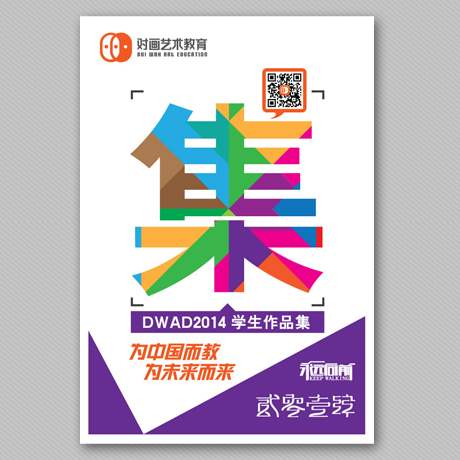 对画艺术教育
DUI WAH ART EDUCATION
集
DWAD2014 学生作品集
为中国而教
为未来而来
永远向前
KEEP WALKING
贰零壹肆